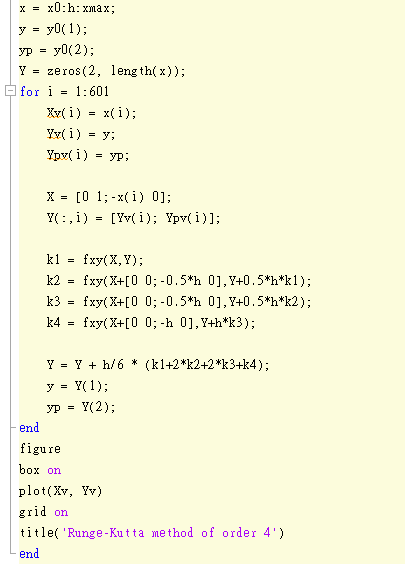 x = x0:h:xmax;
y = y0(1);
yp = y0(2);
Y = zeros(2, length(x));
for i = 1:601
Xv(i) = x(i);
Yv(i) = y;
Ypv(i) = yp;
X = [0 1;-x(i) 0];
Y(:,i) = [Yv(i); Ypv(i)];
k1 = fxy(X,Y);
k2 = fxy(X+[0 0;-0.5*h 0],Y+0.5*h*k1);
k3 = fxy(X+[0 0;-0.5*h 0],Y+0.5*h*k2);
k4 = fxy(X+[0 0;-h 0],Y+h*k3);
Y = Y + h/6 * (k1+2*k2+2*k3+k4);
y = Y(1);
yp = Y(2);
end
figure
box on
plot(Xv, Yv)
grid on
title('Runge-Kutta method of order 4')
end